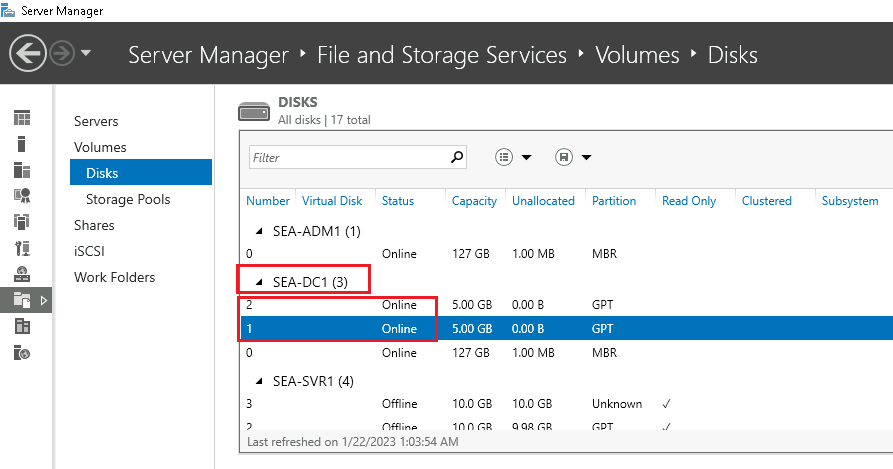 Server Manager
Server Manager ‣ File and Storage Services ‣ Volumes ‣ Disks
Servers
Volumes
Disks
Storage Pools
Shares
iSCSI
Work Folders
DISKS
All disks | 17 total
Filter
Number Virtual Disk Status Capacity Unallocated Partition Read Only Clustered Subsystem
SEA-ADM1 (1)
0 Online 127 GB 1.00 MB MBR
SEA-DC1 (3)
2 Online 5.00 GB 0.00 B GPT
1 Online 5.00 GB 0.00 B GPT
0 Online 127 GB 1.00 MB MBR
SEA-SVR1 (4)
3 Offline 10.0 GB 10.0 GB Unknown ✓
2 Offline 10.0 GB 9.98 GB GPT ✓
Last refreshed on 1/22/2023 1:03:54 AM